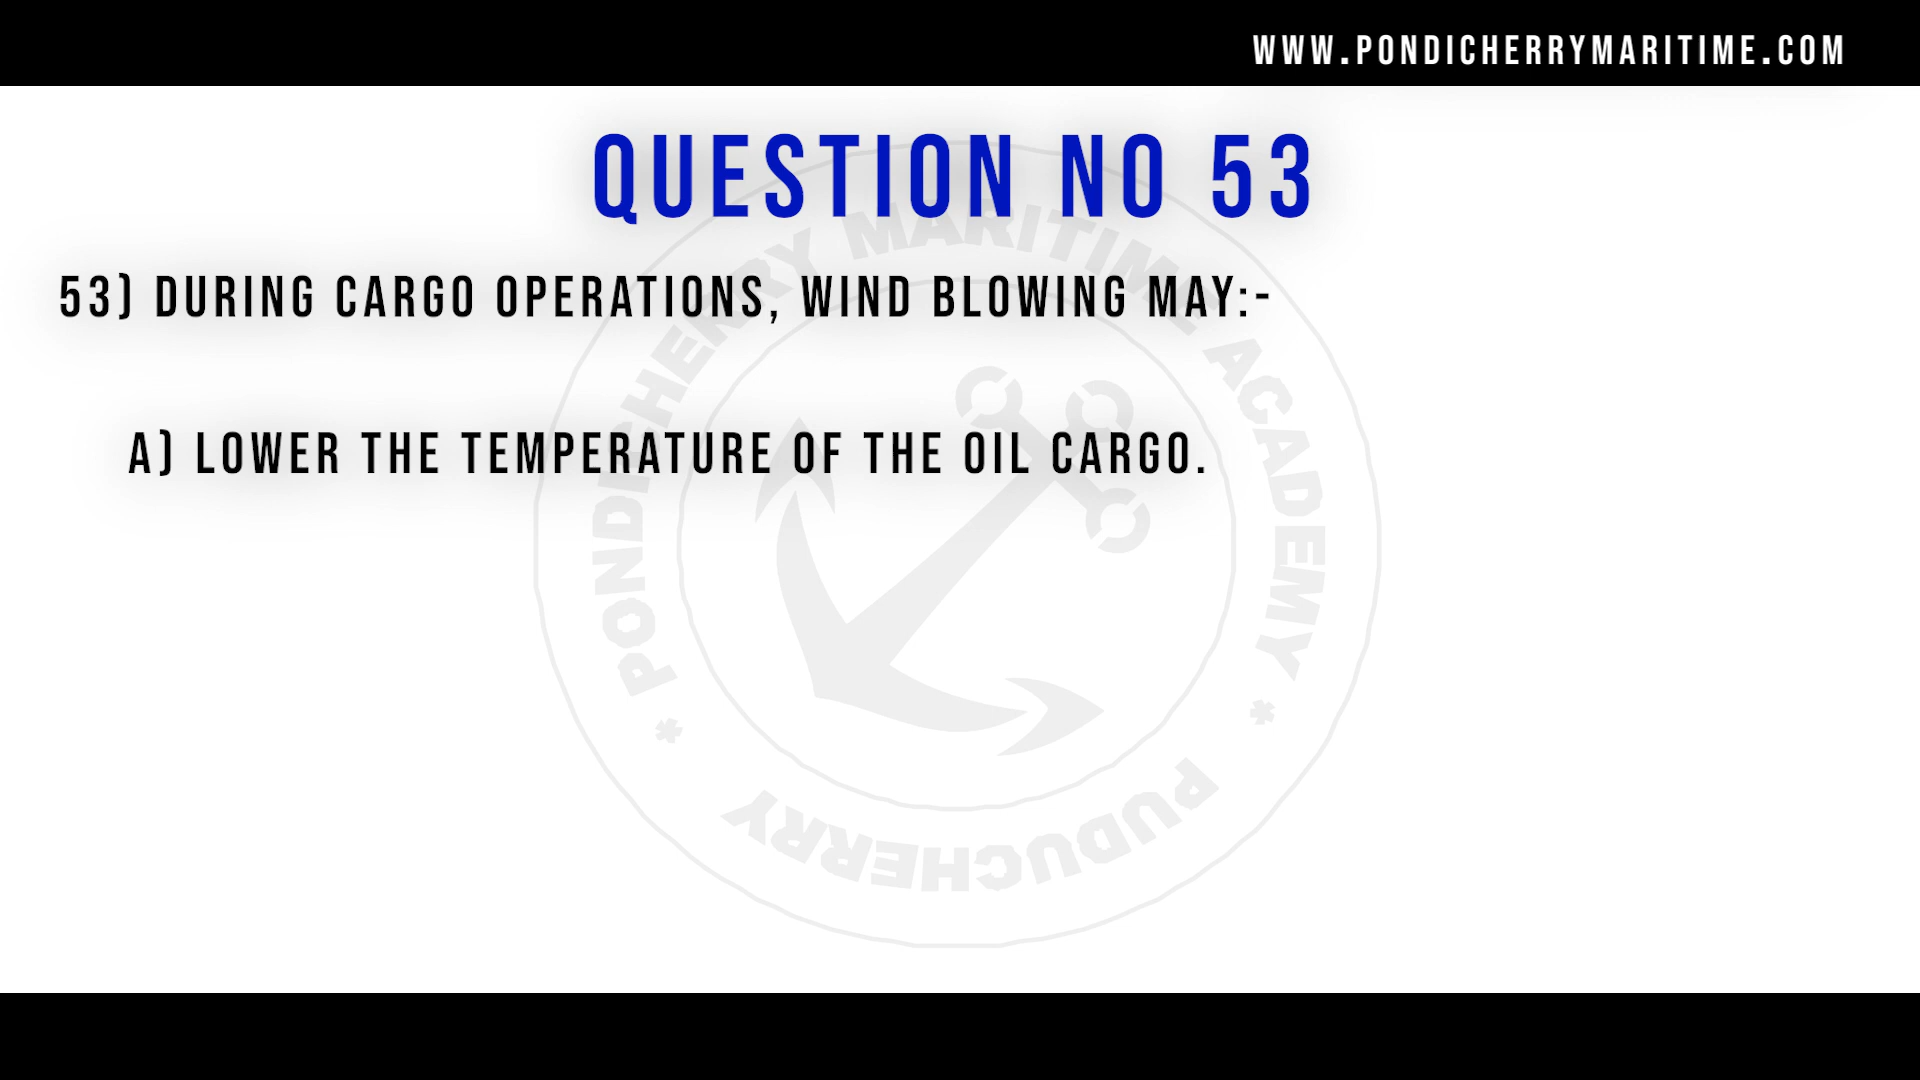 WWW.PONDICHERRYMARITIME.COM
QUESTION NO 53
53) DURING CARGO OPERATIONS, WIND BLOWING MAY:-
A) LOWER THE TEMPERATURE OF THE OIL CARGO.
* PONDICHERRY MARITIME ACADEMY *
PUDUCHERRY